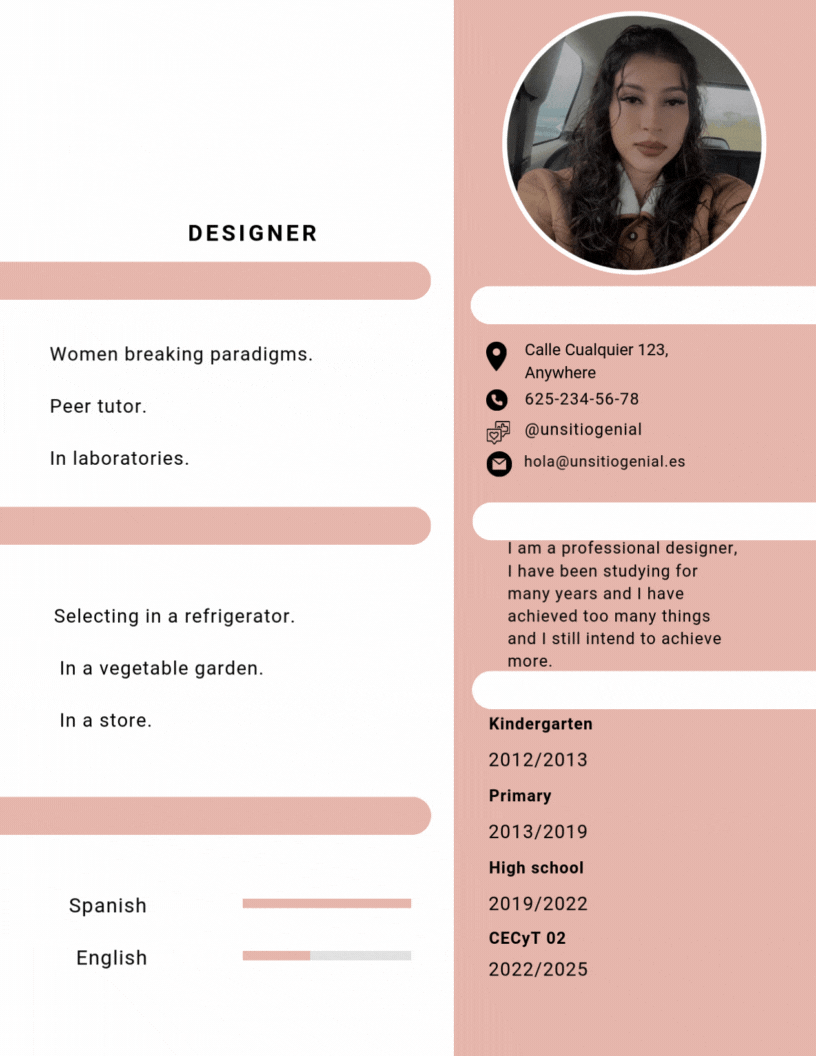 DESIGNER
Women breaking paradigms.
Peer tutor.
In laboratories.
Selecting in a refrigerator.
In a vegetable garden.
In a store.
Spanish
English
Calle Cualquier 123,
Anywhere
625-234-56-78
@unsitiogenial
hola@unsitiogenial.es
I am a professional designer,
I have been studying for
many years and I have
achieved too many things
and I still intend to achieve
more.
Kindergarten
2012/2013
Primary
2013/2019
High school
2019/2022
CECyT 02
2022/2025